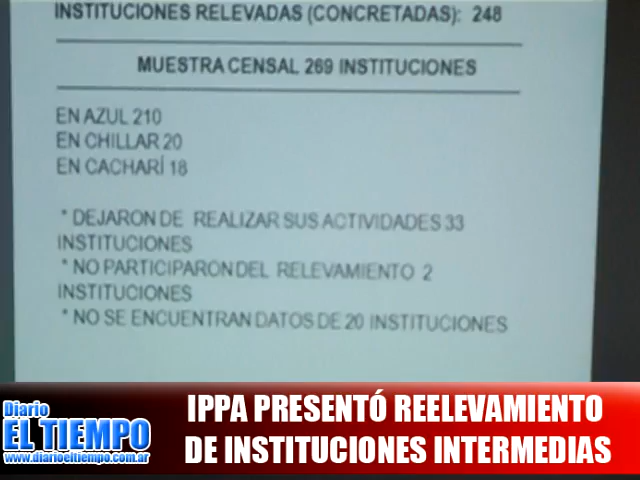 INSTITUCIONES RELEVADAS (CONCRETADAS): 248
MUESTRA CENSAL 269 INSTITUCIONES
EN AZUL 210
EN CHILLAR 20
EN CACHARÍ 18
* DEJARON DE REALIZAR SUS ACTIVIDADES 33
INSTITUCIONES
* NO PARTICIPARON DEL RELEVAMIENTO 2
INSTITUCIONES
* NO SE ENCUENTRAN DATOS DE 20 INSTITUCIONES
Diario
EL TIEMPO
www.diarioeltiempo.com.ar
IPPA PRESENTÓ REELEVAMIENTO
DE INSTITUCIONES INTERMEDIAS